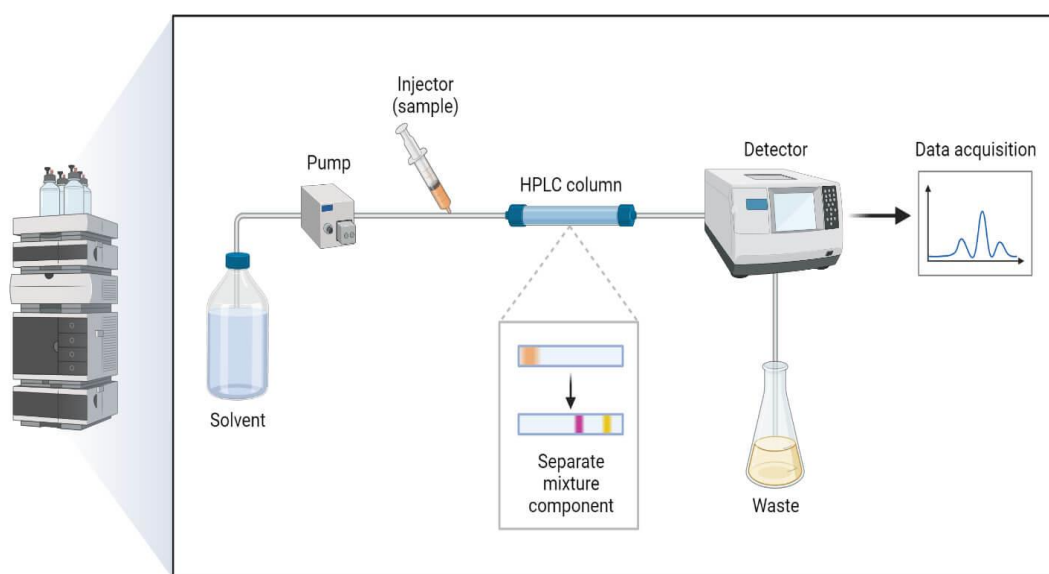 Injector
(sample)
Pump
HPLC column
Detector
Data acquisition
Solvent
Separate
mixture
component
Waste